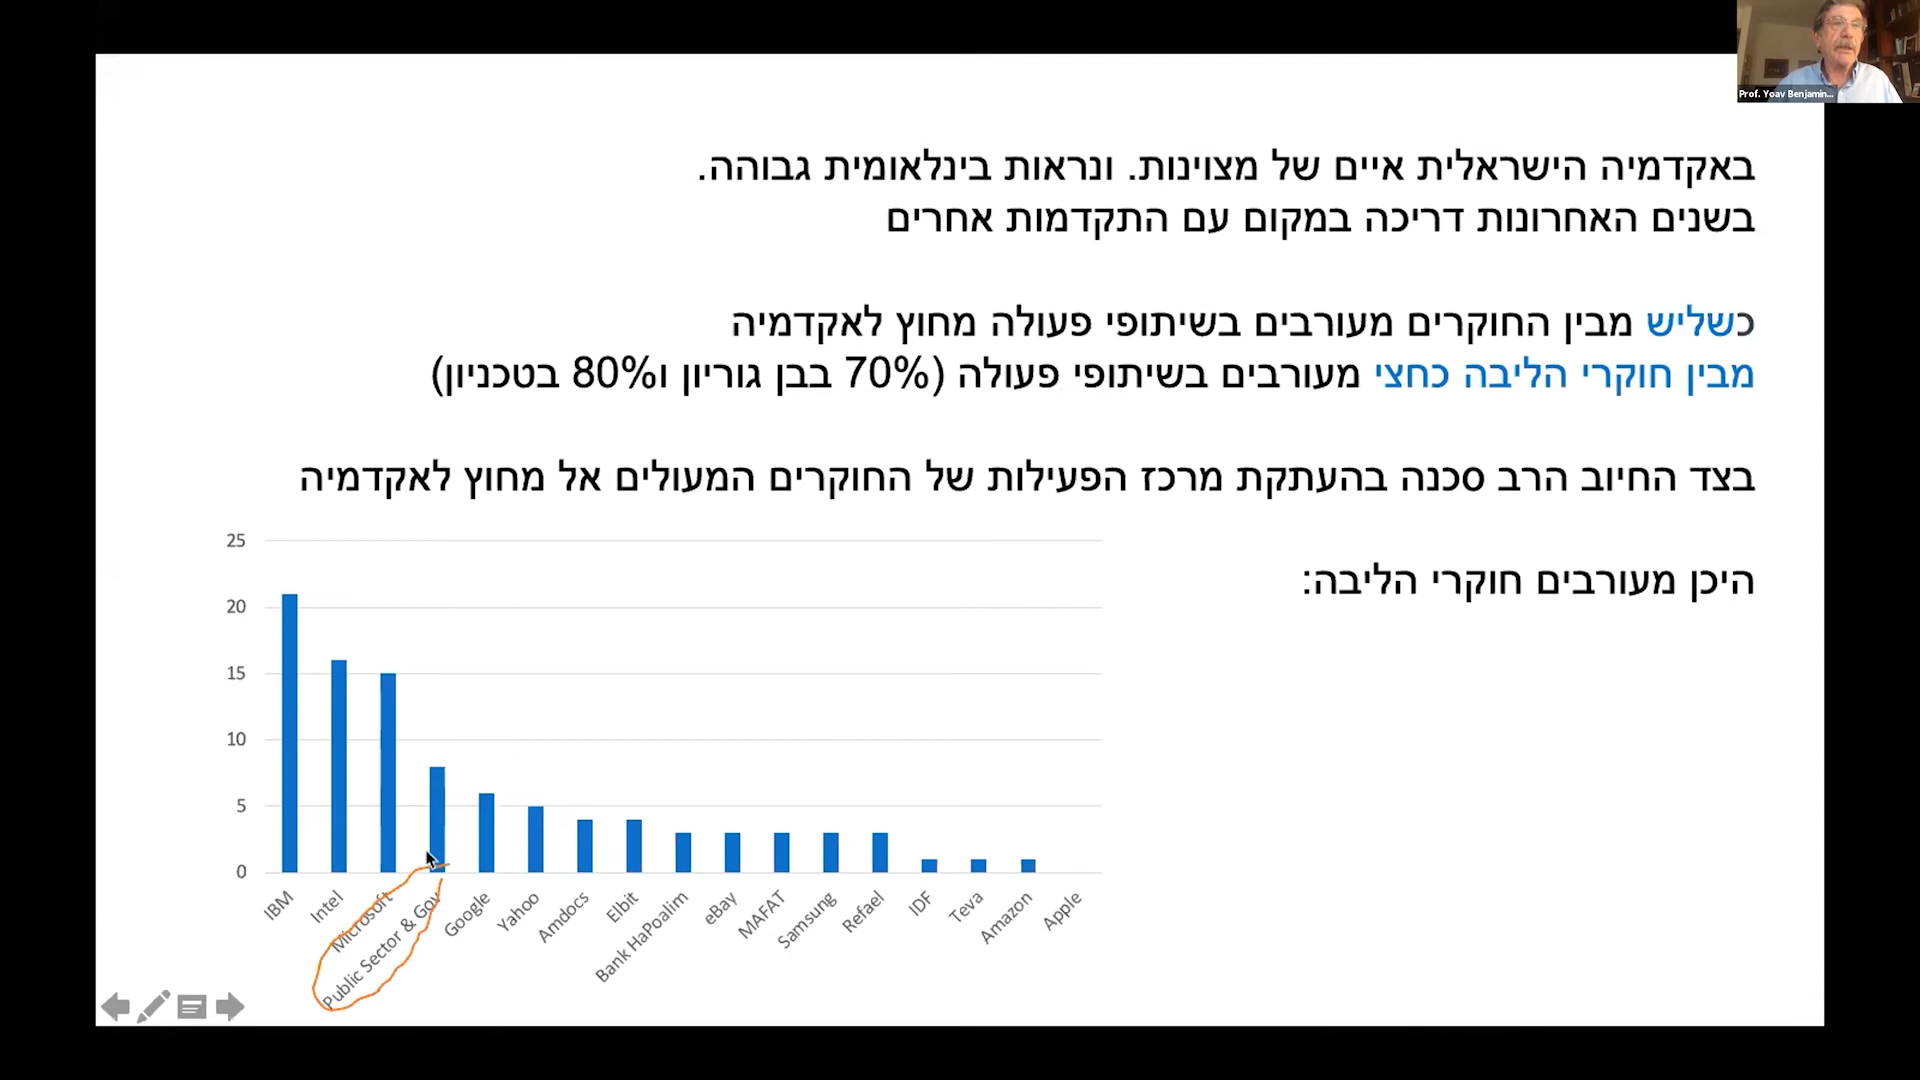 Prof. Yoav Benjamin...
באקדמיה הישראלית איים של מצוינות. ונראות בינלאומית גבוהה.
בשנים האחרונות דריכה במקום עם התקדמות אחרים
כשליש מבין החוקרים מעורבים בשיתופי פעולה מחוץ לאקדמיה
מבין חוקרי הליבה כחצי מעורבים בשיתופי פעולה (70% בבן גוריון ו80% בטכניון)
בצד החיוב הרב סכנה בהעתקת מרכז הפעילות של החוקרים המעולים אל מחוץ לאקדמיה
היכן מעורבים חוקרי הליבה:
25
20
15
10
5
0
IBM
Intel
Microsoft
Public Sector & Gov
Google
Yahoo
Amdocs
Elbit
Bank HaPoalim
eBay
MAFAT
Samsung
Refael
IDF
Teva
Amazon
Apple